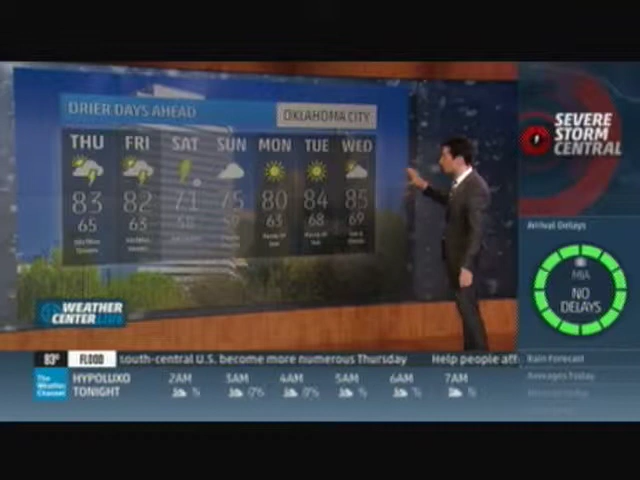 DRIER DAYS AHEAD
OKLAHOMA CITY
THU FRI SAT SUN MON TUE WED
83 82 71 75 80 84 85
65 63 58 59 63 68 69
WEATHER
CENTER LIVE
SEVERE
STORM
CENTRAL
Arrival Delays
MIA
NO
DELAYS
Rain Forecast
Averages Today
83° FLOOD south-central U.S. become more numerous Thursday Help people aff
The
Weather
Channel
HYPOLUXO
TONIGHT
2AM 3AM 4AM 5AM 6AM 7AM